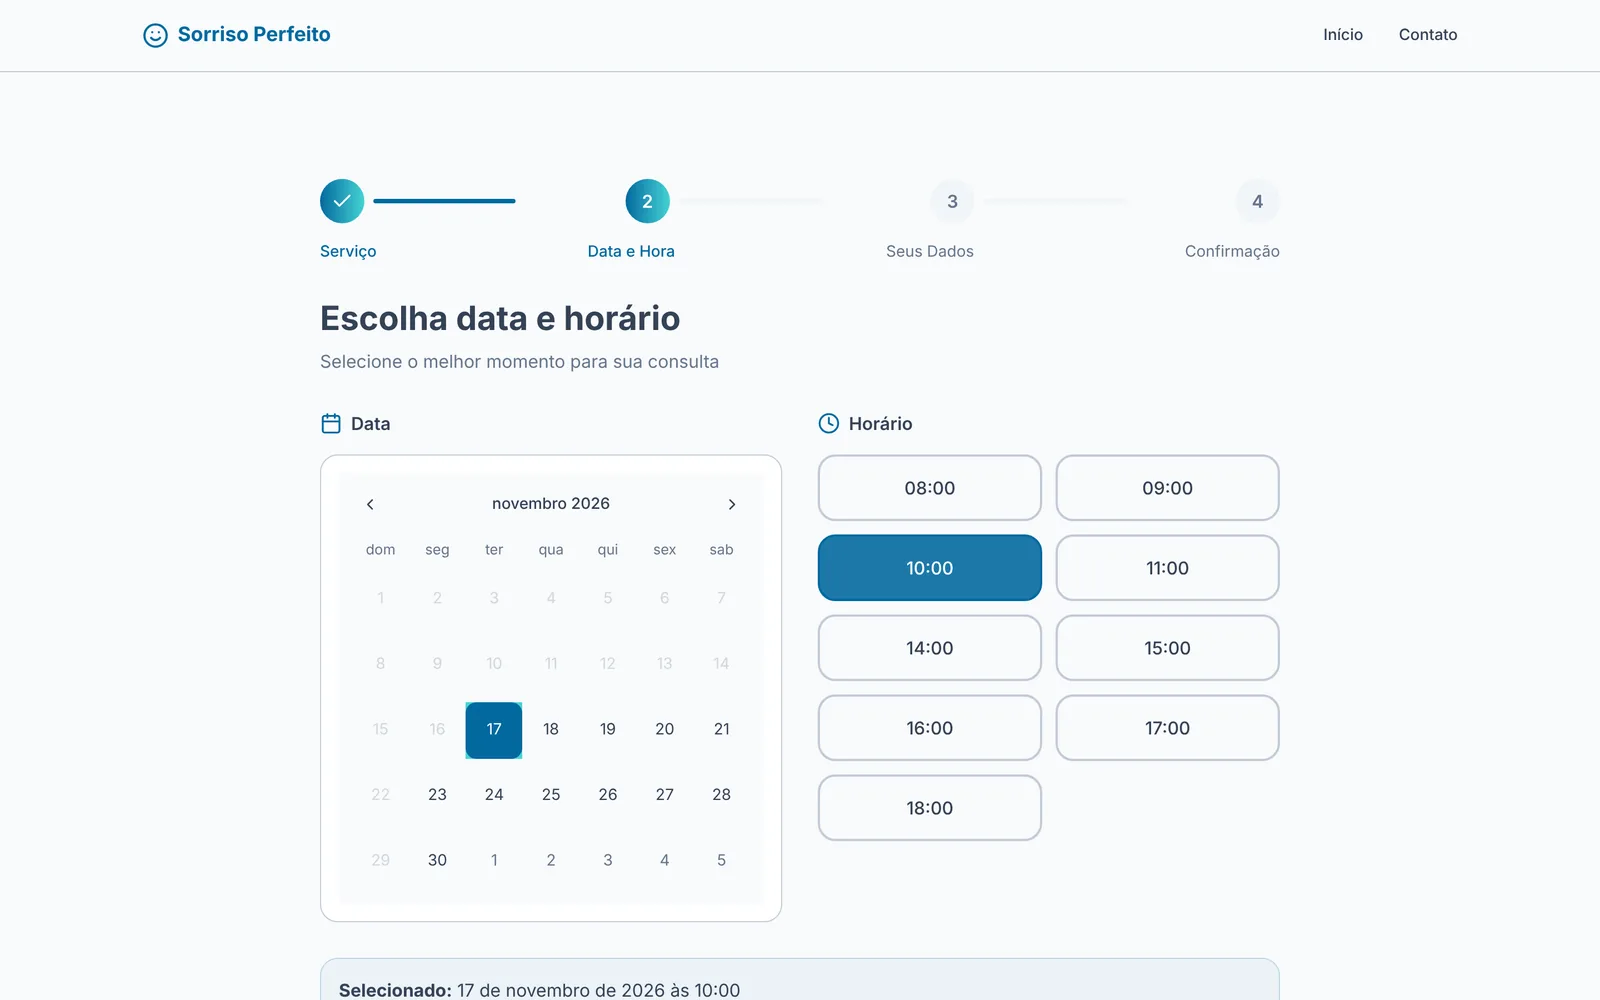 Sorriso Perfeito
Início Contato
2 3 4
Serviço Data e Hora Seus Dados Confirmação
Escolha data e horário
Selecione o melhor momento para sua consulta
Data
novembro 2026
dom seg ter qua qui sex sab
1 2 3 4 5 6 7
8 9 10 11 12 13 14
15 16 17 18 19 20 21
22 23 24 25 26 27 28
29 30 1 2 3 4 5
Horário
08:00 09:00
10:00 11:00
14:00 15:00
16:00 17:00
18:00
Selecionado: 17 de novembro de 2026 às 10:00